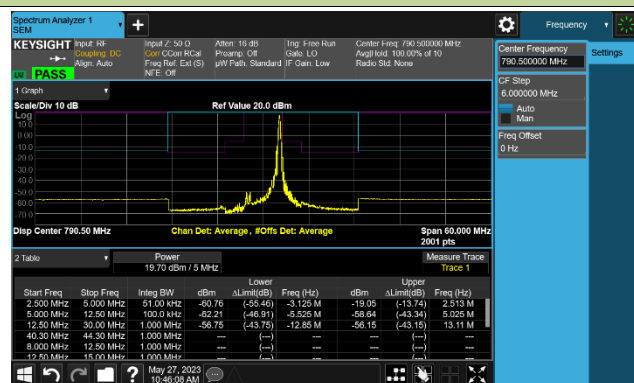 Spectrum Analyzer 1
SEM
+
Frequency
KEYSIGHT
Input: RF
Coupling: DC
Align: Auto
Input Z: 50 Ω
Corr CCorr RCal
Freq Ref: Ext (S)
NFE: Off
Atten: 16 dB
Preamp: Off
µW Path: Standard
Trig: Free Run
Gate: LO
IF Gain: Low
Center Freq: 790.500000 MHz
Avg|Hold: 100.00% of 10
Radio Std: None
PASS
Center Frequency
790.500000 MHz
Settings
CF Step
6.000000 MHz
Auto
Man
Freq Offset
0 Hz
1 Graph
Scale/Div 10 dB
Ref Value 20.0 dBm
Log
10.0
0.00
-10.0
-20.0
-30.0
-40.0
-50.0
-60.0
-70.0
Disp Center 790.50 MHz
Chan Det: Average, #Offs Det: Average
Span 60.000 MHz
2001 pts
2 Table
Power
19.70 dBm / 5 MHz
Measure Trace
Trace 1
Lower Upper
Start Freq Stop Freq Integ BW dBm ΔLimit(dB) Freq (Hz) dBm ΔLimit(dB) Freq (Hz)
2.500 MHz 5.000 MHz 51.00 kHz -60.76 (-55.46) -3.125 M -19.05 (-13.74) 2.513 M
5.000 MHz 12.50 MHz 100.0 kHz -62.21 (-46.91) -5.525 M -58.64 (-43.34) 5.025 M
12.50 MHz 30.00 MHz 1.000 MHz -56.75 (-43.75) -12.85 M -56.15 (-43.15) 13.11 M
40.30 MHz 44.30 MHz 1.000 MHz --- (---) --- --- (---) ---
8.000 MHz 12.50 MHz 1.000 MHz --- (---) --- --- (---) ---
12.50 MHz 15.00 MHz 1.000 MHz --- (---) --- --- (---) ---
?
May 27, 2023
10:46:08 AM